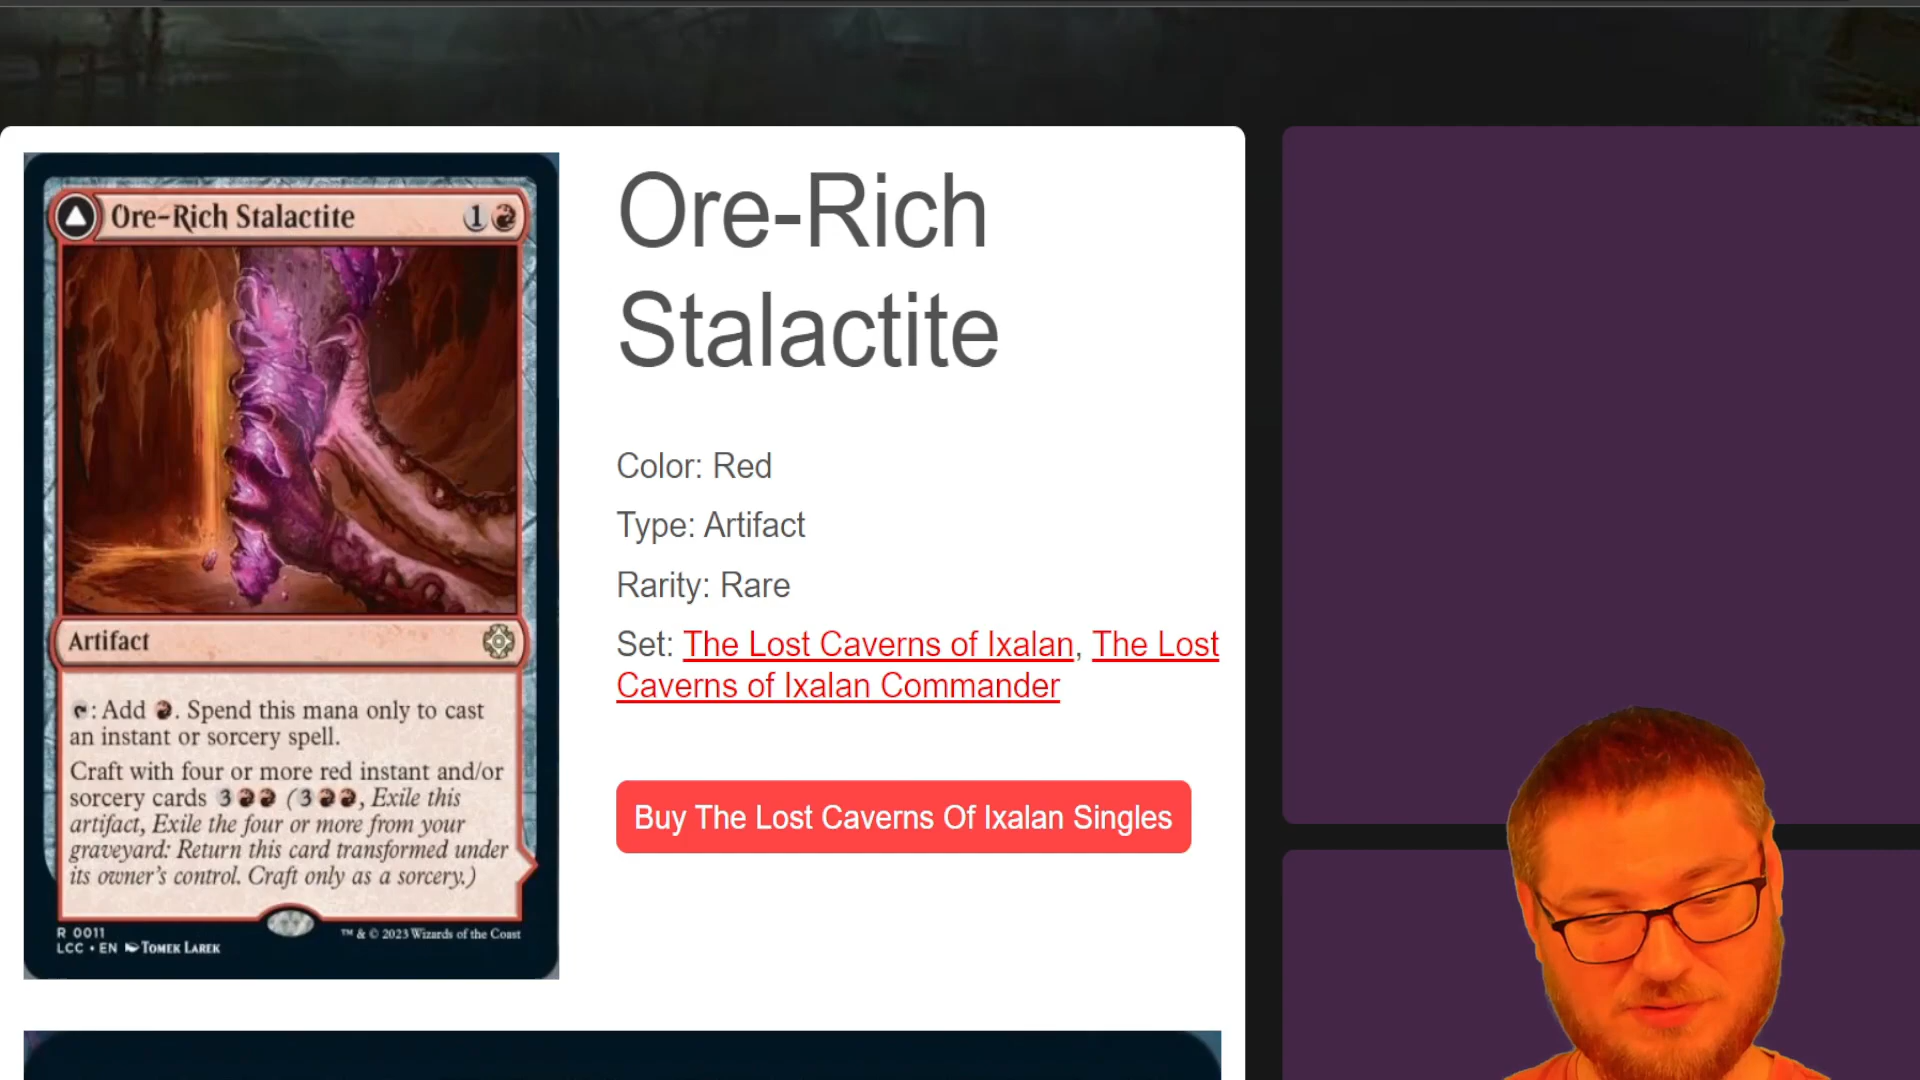 Ore-Rich Stalactite 1
Artifact
: Add . Spend this mana only to cast
an instant or sorcery spell.
Craft with four or more red instant and/or
sorcery cards 3 (3 , Exile this
artifact, Exile the four or more from your
graveyard: Return this card transformed under
its owner's control. Craft only as a sorcery.)
R 0011
LCC • EN TOMEK LAREK
™ & © 2023 Wizards of the Coast
Ore-Rich
Stalactite
Color: Red
Type: Artifact
Rarity: Rare
Set: The Lost Caverns of Ixalan, The Lost
Caverns of Ixalan Commander
Buy The Lost Caverns Of Ixalan Singles